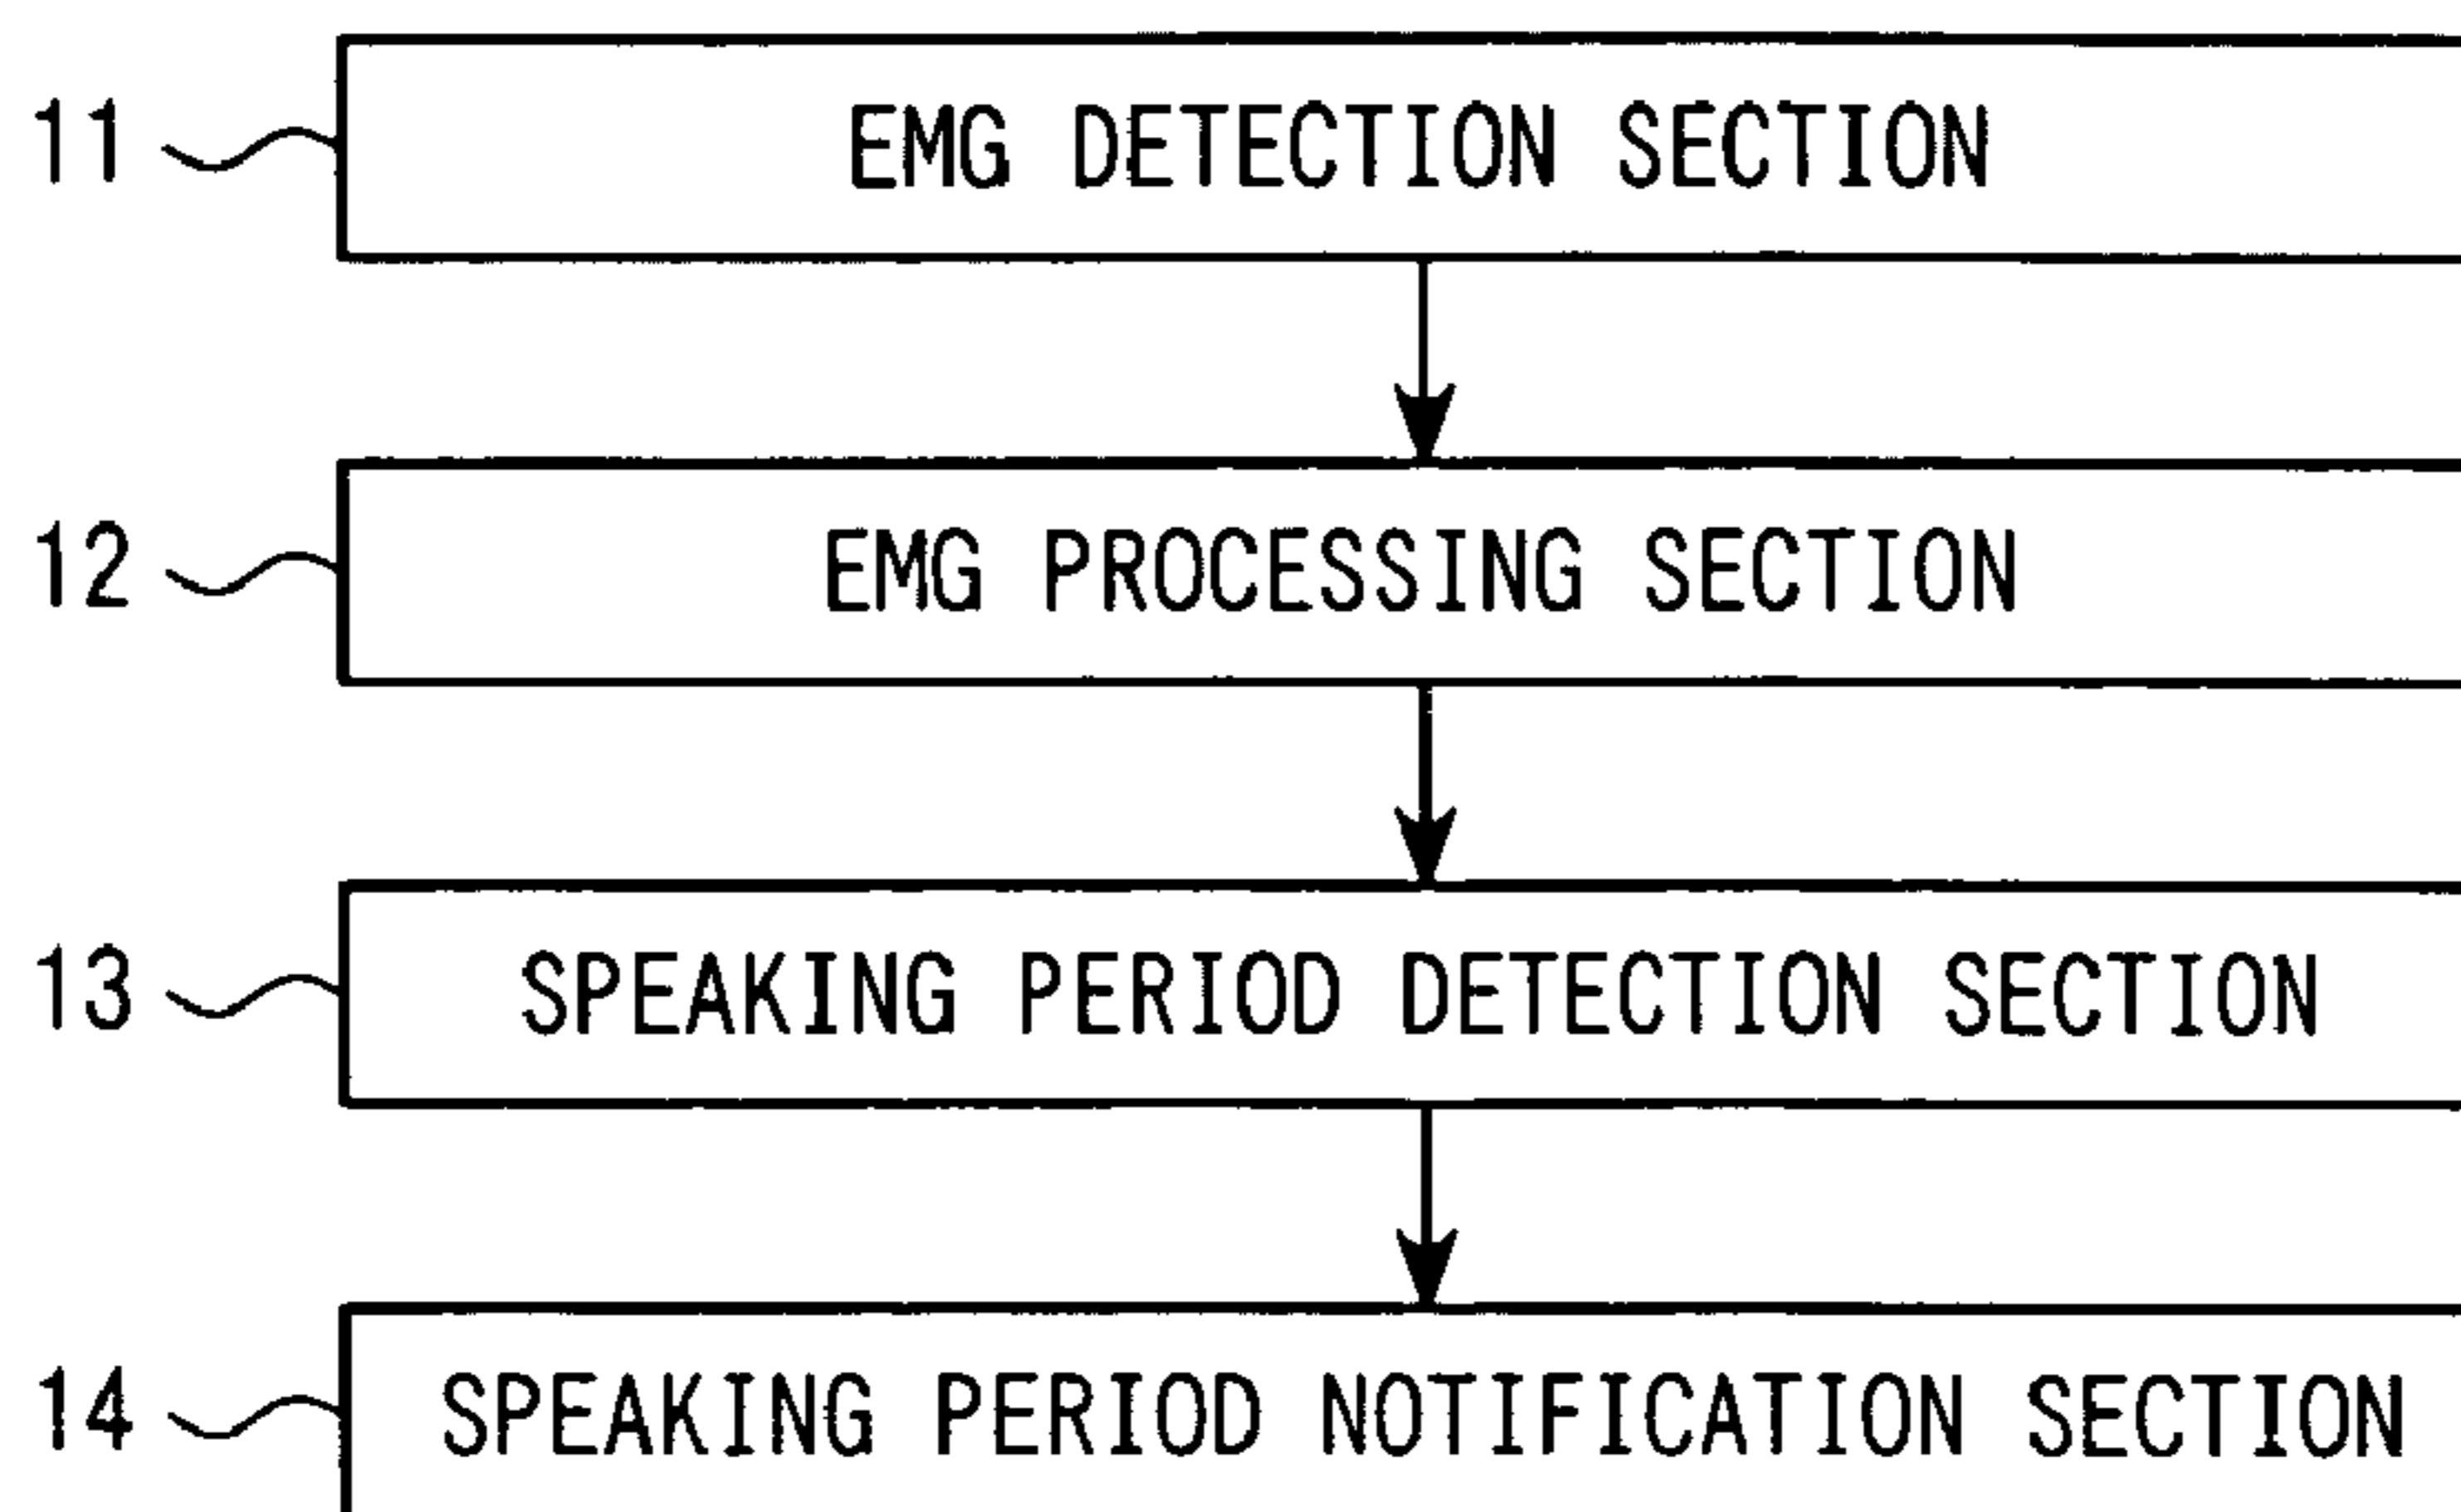 11 EMG DETECTION SECTION
12 EMG PROCESSING SECTION
13 SPEAKING PERIOD DETECTION SECTION
14 SPEAKING PERIOD NOTIFICATION SECTION